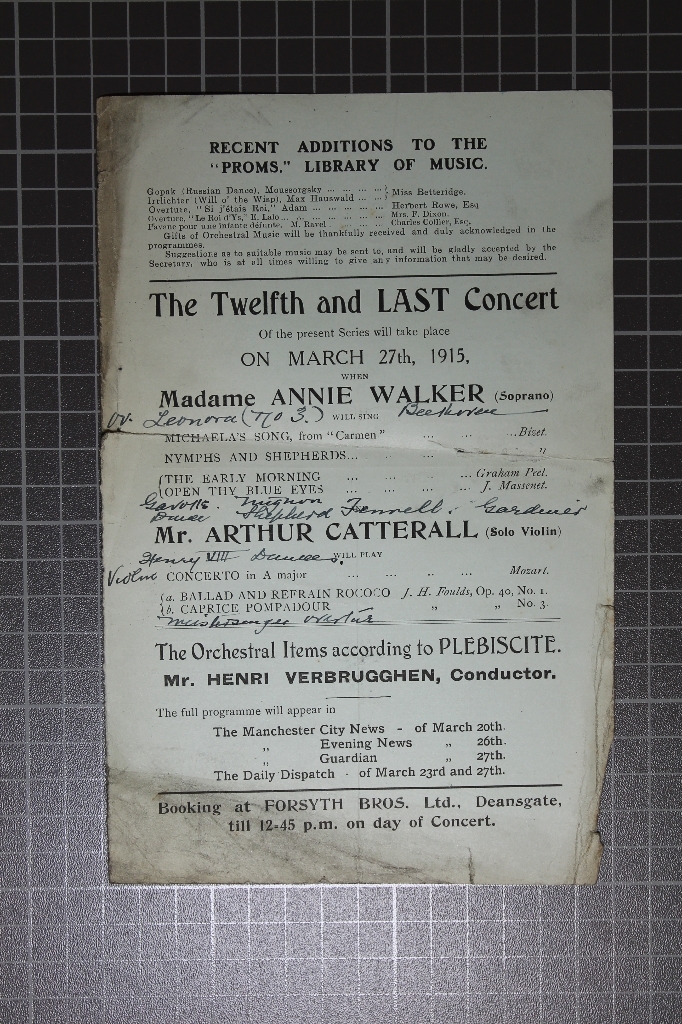 RECENT ADDITIONS TO THE
"PROMS." LIBRARY OF MUSIC.
Gopak (Russian Dance), Moussorgsky ... ... ... ...} Miss Betteridge.
Irrlichter (Will o' the Wisp), Max Hauswald ... ...}
Overture, "Si j'étais Roi," Adam ... ... ... ... ... Herbert Rowe, Esq
Overture, "Le Roi d'Ys," E. Lalo ... ... ... ... ... Mrs. F. Dixon.
Pavane pour une infante défunte, M. Ravel ... ... ... Charles Collier, Esq.
Gifts of Orchestral Music will be thankfully received and duly acknowledged in the
programmes.
Suggestions as to suitable music may be sent to, and will be gladly accepted by the
Secretary, who is at all times willing to give any information that may be desired.
The Twelfth and LAST Concert
Of the present Series will take place
ON MARCH 27th, 1915,
WHEN
Madame ANNIE WALKER (Soprano)
Ov. Leonora (No 3.) WILL SING Beethoven
MICHAELA'S SONG, from "Carmen" ... ... ... Bizet.
NYMPHS AND SHEPHERDS... .. ... ... "
{THE EARLY MORNING ... ... ... ... Graham Peel.
{OPEN THY BLUE EYES ... ... ... ... J. Massenet.
Gavotte. Mignon
Dance Shepherd Fennell. Gardiner
Mr. ARTHUR CATTERALL (Solo Violin)
Henry VIII Dances WILL PLAY
Violin CONCERTO in A major ... ... .. ... Mozart.
{a. BALLAD AND REFRAIN ROCOCO J. H. Foulds, Op. 40, No. 1.
{b. CAPRICE POMPADOUR " " No. 3.
overture
The Orchestral Items according to PLEBISCITE.
Mr. HENRI VERBRUGGHEN, Conductor.
The full programme will appear in
The Manchester City News - of March 20th.
" Evening News " 26th.
" Guardian " 27th.
The Daily Dispatch - of March 23rd and 27th.
Booking at FORSYTH BROS. Ltd., Deansgate,
till 12-45 p.m. on day of Concert.